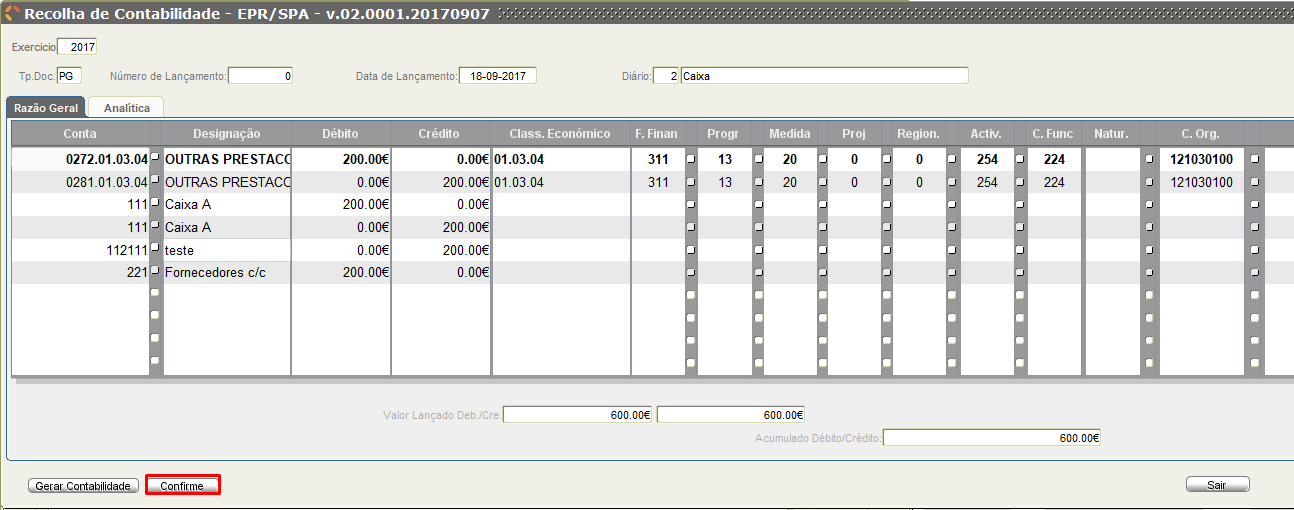 Recolha de Contabilidade - EPR/SPA - v.02.0001.20170907
Exercicio 2017
Tp.Doc. PG Número de Lançamento: 0 Data de Lançamento: 18-09-2017 Diário: 2 Caixa
Razão Geral Analítica
Conta Designação Débito Crédito Class. Económico F. Finan Progr Medida Proj Region. Activ. C. Func Natur. C. Org.
0272.01.03.04 OUTRAS PRESTACC 200.00€ 0.00€ 01.03.04 311 13 20 0 0 254 224 121030100
0281.01.03.04 OUTRAS PRESTACC 0.00€ 200.00€ 01.03.04 311 13 20 0 0 254 224 121030100
111 Caixa A 200.00€ 0.00€
111 Caixa A 0.00€ 200.00€
112111 teste 0.00€ 200.00€
221 Fornecedores c/c 200.00€ 0.00€
Valor Lançado Deb./Cre. 600.00€ 600.00€
Acumulado Débito/Crédito: 600.00€
Gerar Contabilidade Confirme Sair